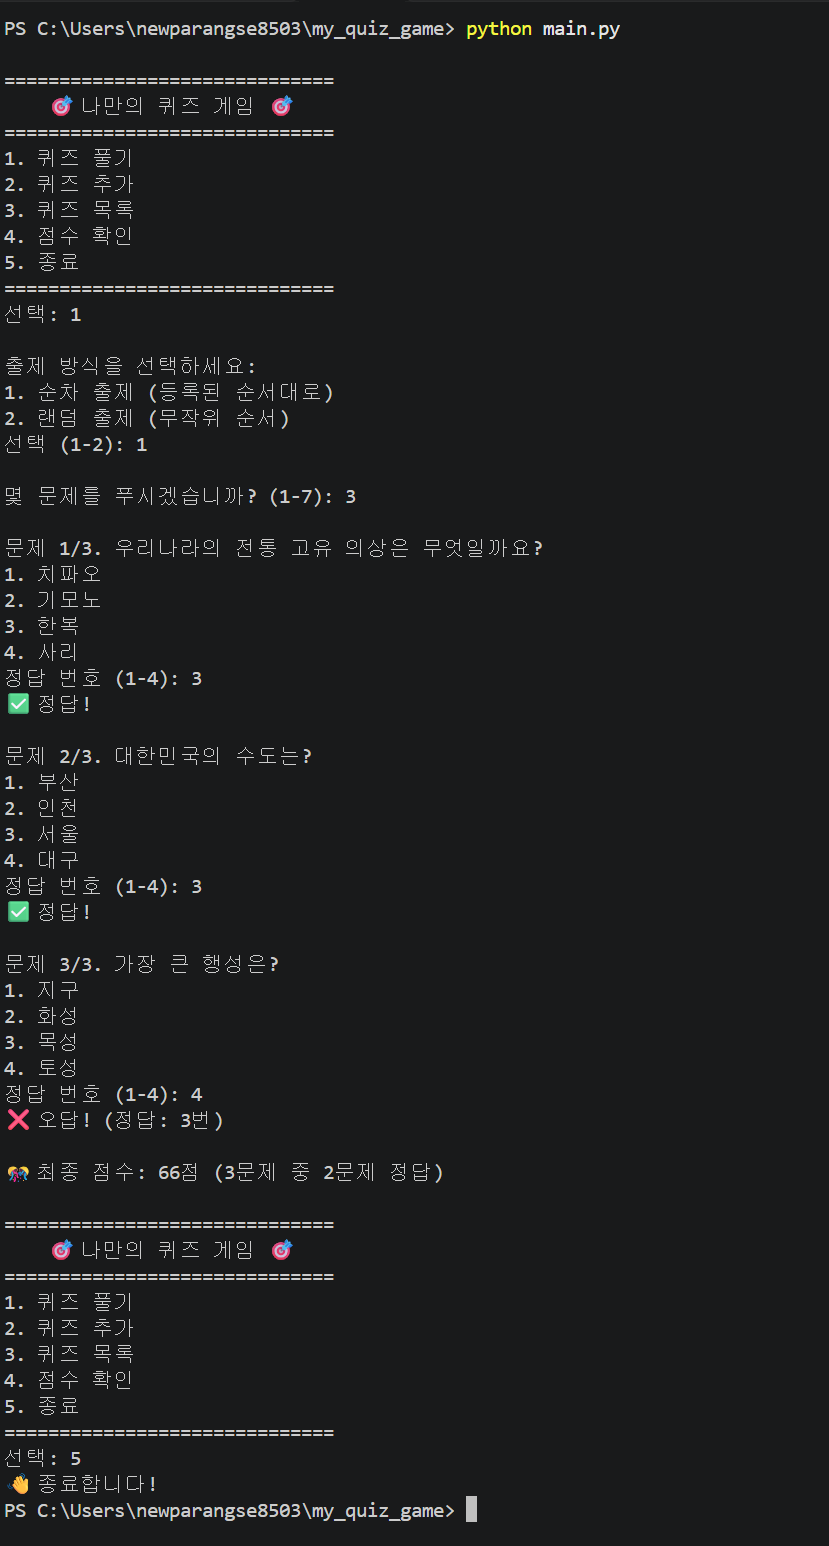 PS C:\Users\newparangse8503\my_quiz_game> python main.py
==============================
🎯 나만의 퀴즈 게임 🎯
==============================
1. 퀴즈 풀기
2. 퀴즈 추가
3. 퀴즈 목록
4. 점수 확인
5. 종료
==============================
선택: 1
출제 방식을 선택하세요:
1. 순차 출제 (등록된 순서대로)
2. 랜덤 출제 (무작위 순서)
선택 (1-2): 1
몇 문제를 푸시겠습니까? (1-7): 3
문제 1/3. 우리나라의 전통 고유 의상은 무엇일까요?
1. 치파오
2. 기모노
3. 한복
4. 사리
정답 번호 (1-4): 3
✅ 정답!
문제 2/3. 대한민국의 수도는?
1. 부산
2. 인천
3. 서울
4. 대구
정답 번호 (1-4): 3
✅ 정답!
문제 3/3. 가장 큰 행성은?
1. 지구
2. 화성
3. 목성
4. 토성
정답 번호 (1-4): 4
❌ 오답! (정답: 3번)
🎊 최종 점수: 66점 (3문제 중 2문제 정답)
==============================
🎯 나만의 퀴즈 게임 🎯
==============================
1. 퀴즈 풀기
2. 퀴즈 추가
3. 퀴즈 목록
4. 점수 확인
5. 종료
==============================
선택: 5
👋 종료합니다!
PS C:\Users\newparangse8503\my_quiz_game>